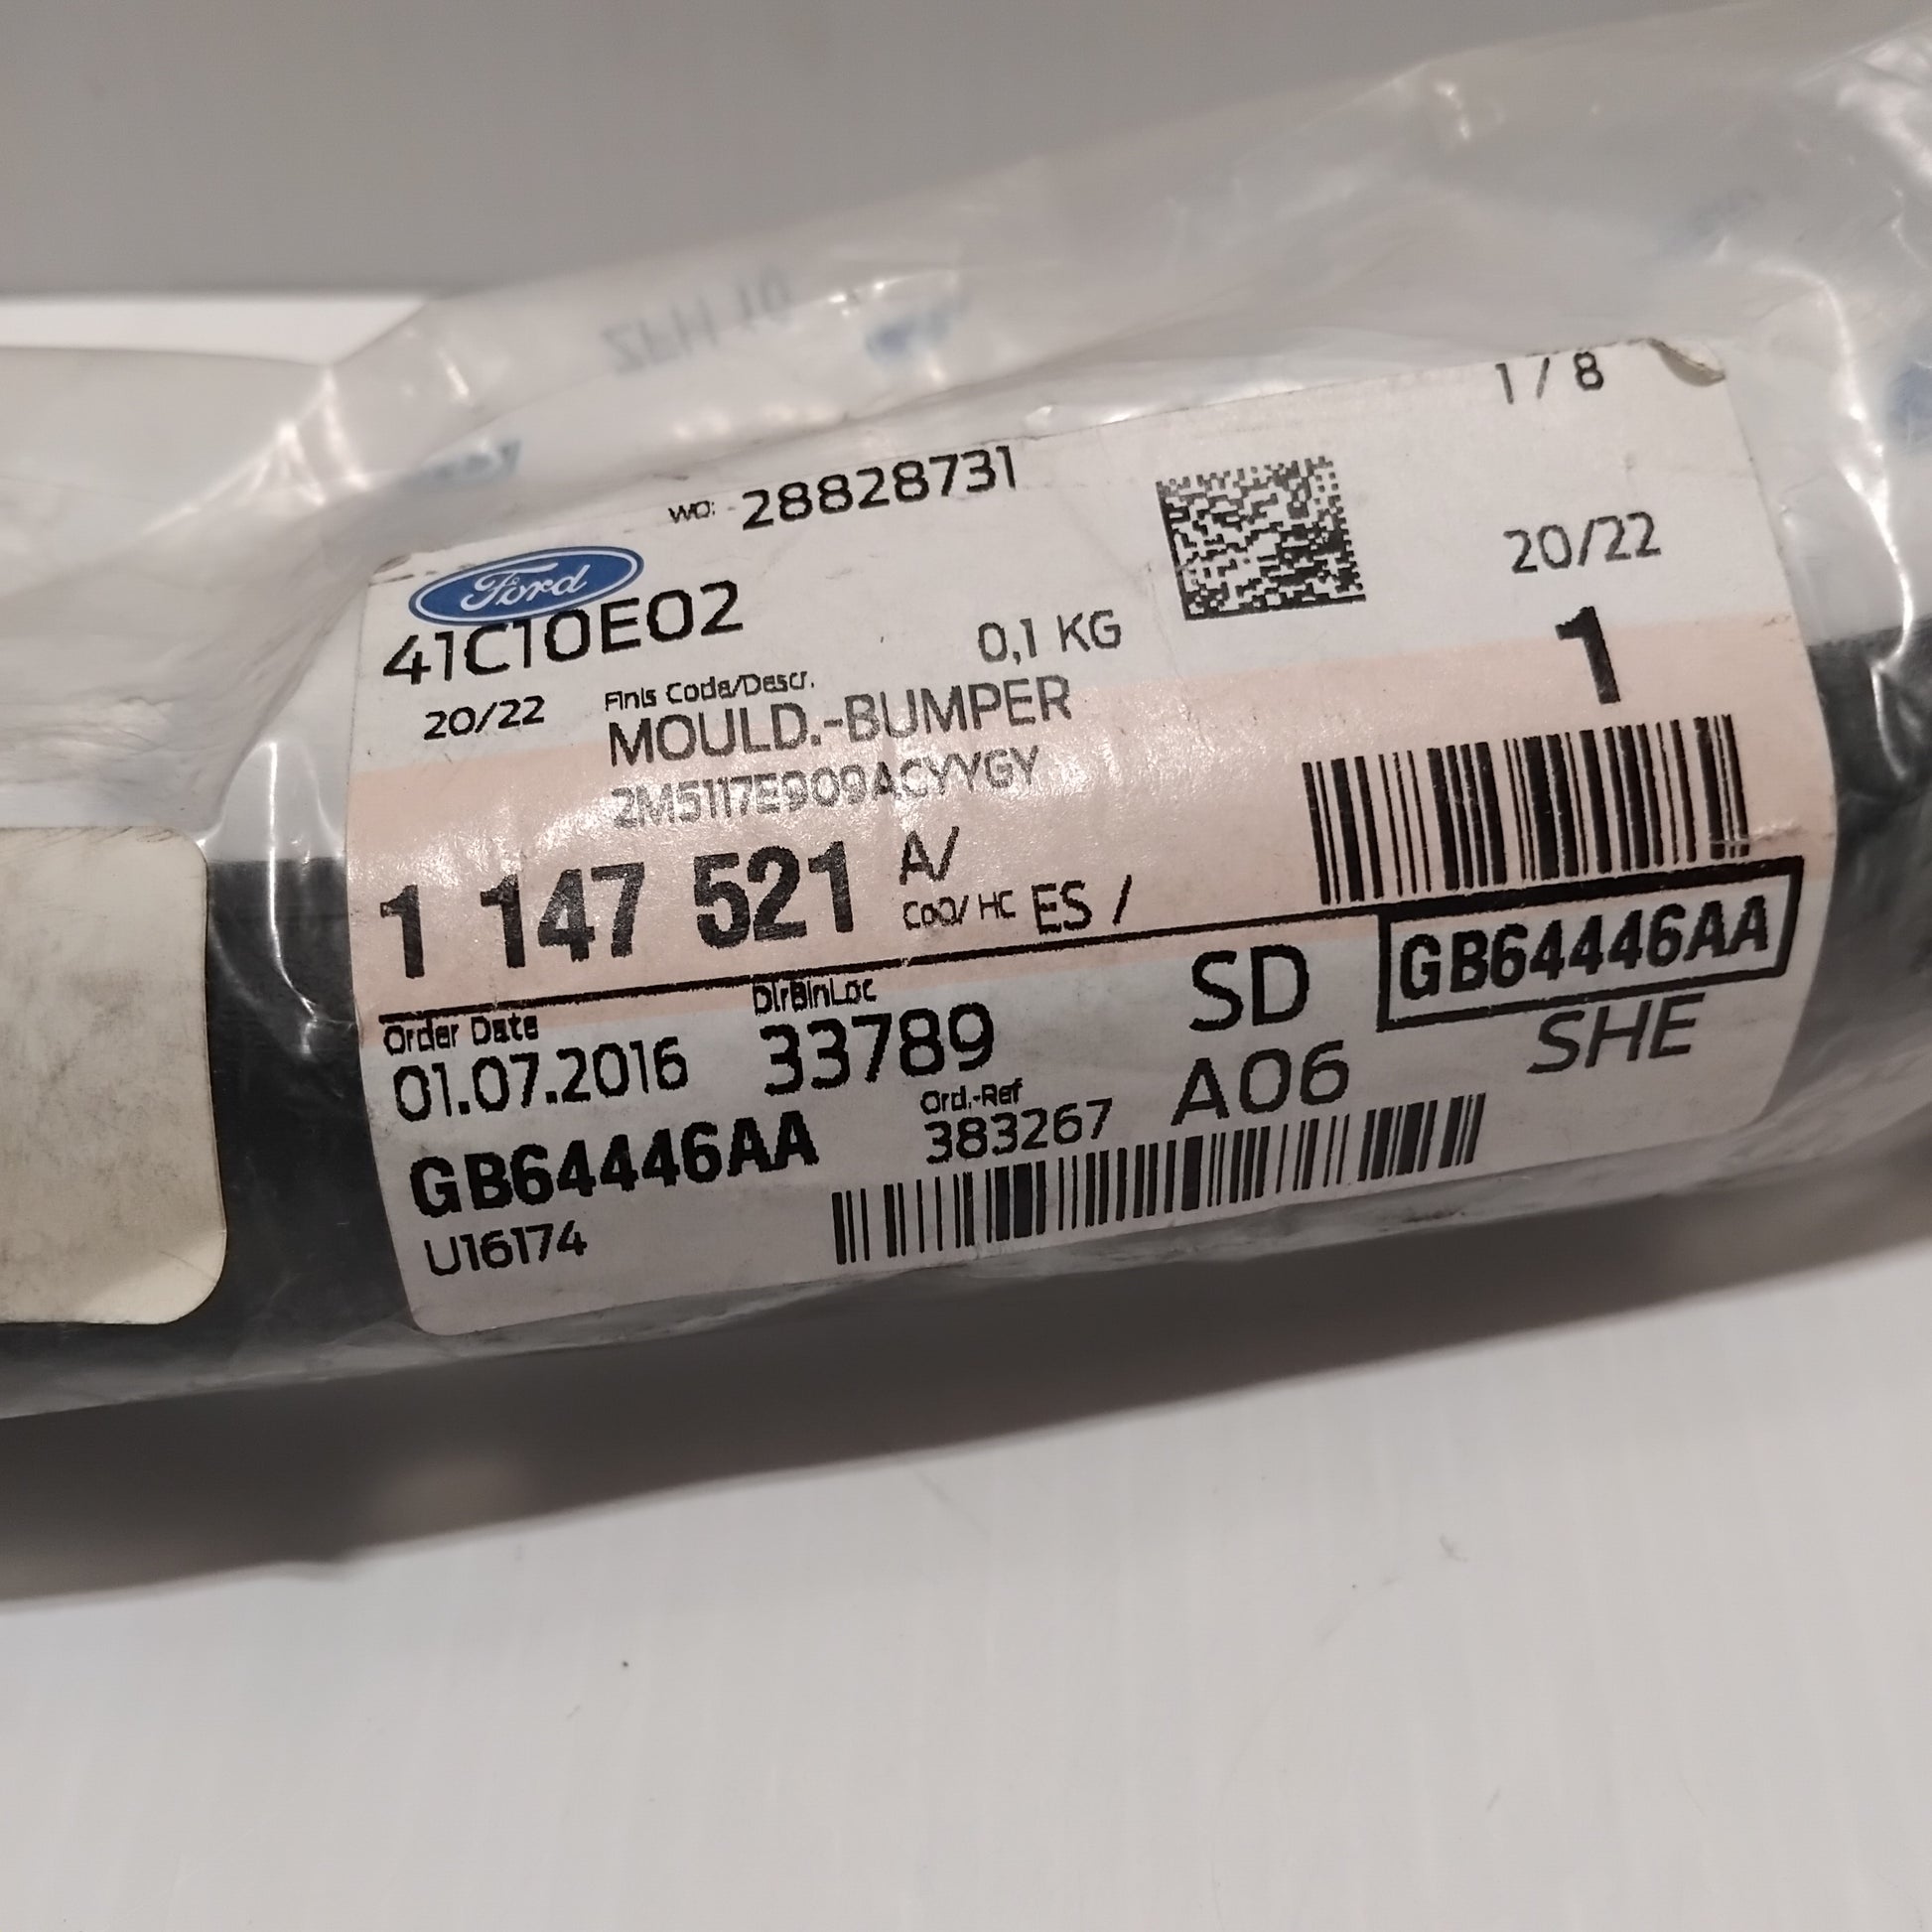 1 / 8
WO: 28828731
Ford
20/22
41C10E02
0,1 KG
1
20/22
Finis Code/Descr.
MOULD.-BUMPER
2M5117E909ACYYGY
1 147 521 A/
CoO/ HC ES /
GB64446AA
Order Date
DlrBinLoc
SD
SHE
01.07.2016 33789
Ord.-Ref
A06
GB64446AA 383267
U16174